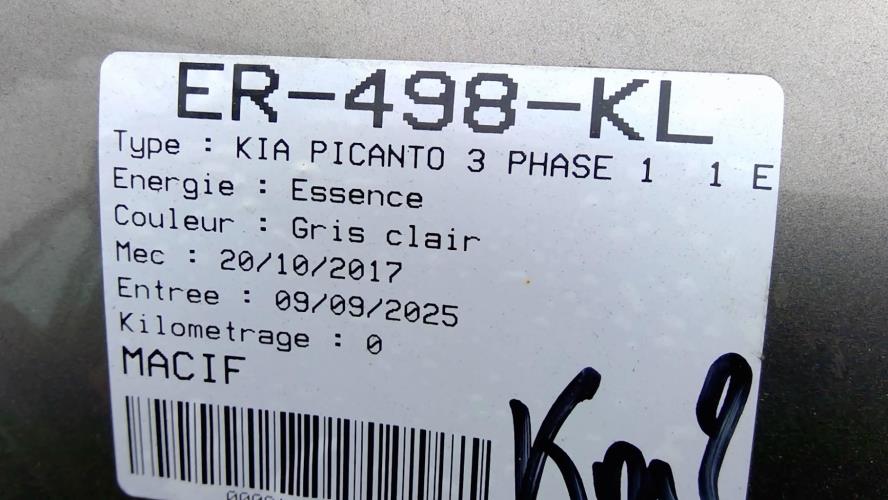 ER-498-KL
Type : KIA PICANTO 3 PHASE 1 1 E
Energie : Essence
Couleur : Gris clair
Mec : 20/10/2017
Entree : 09/09/2025
Kilometrage : 0
MACIF